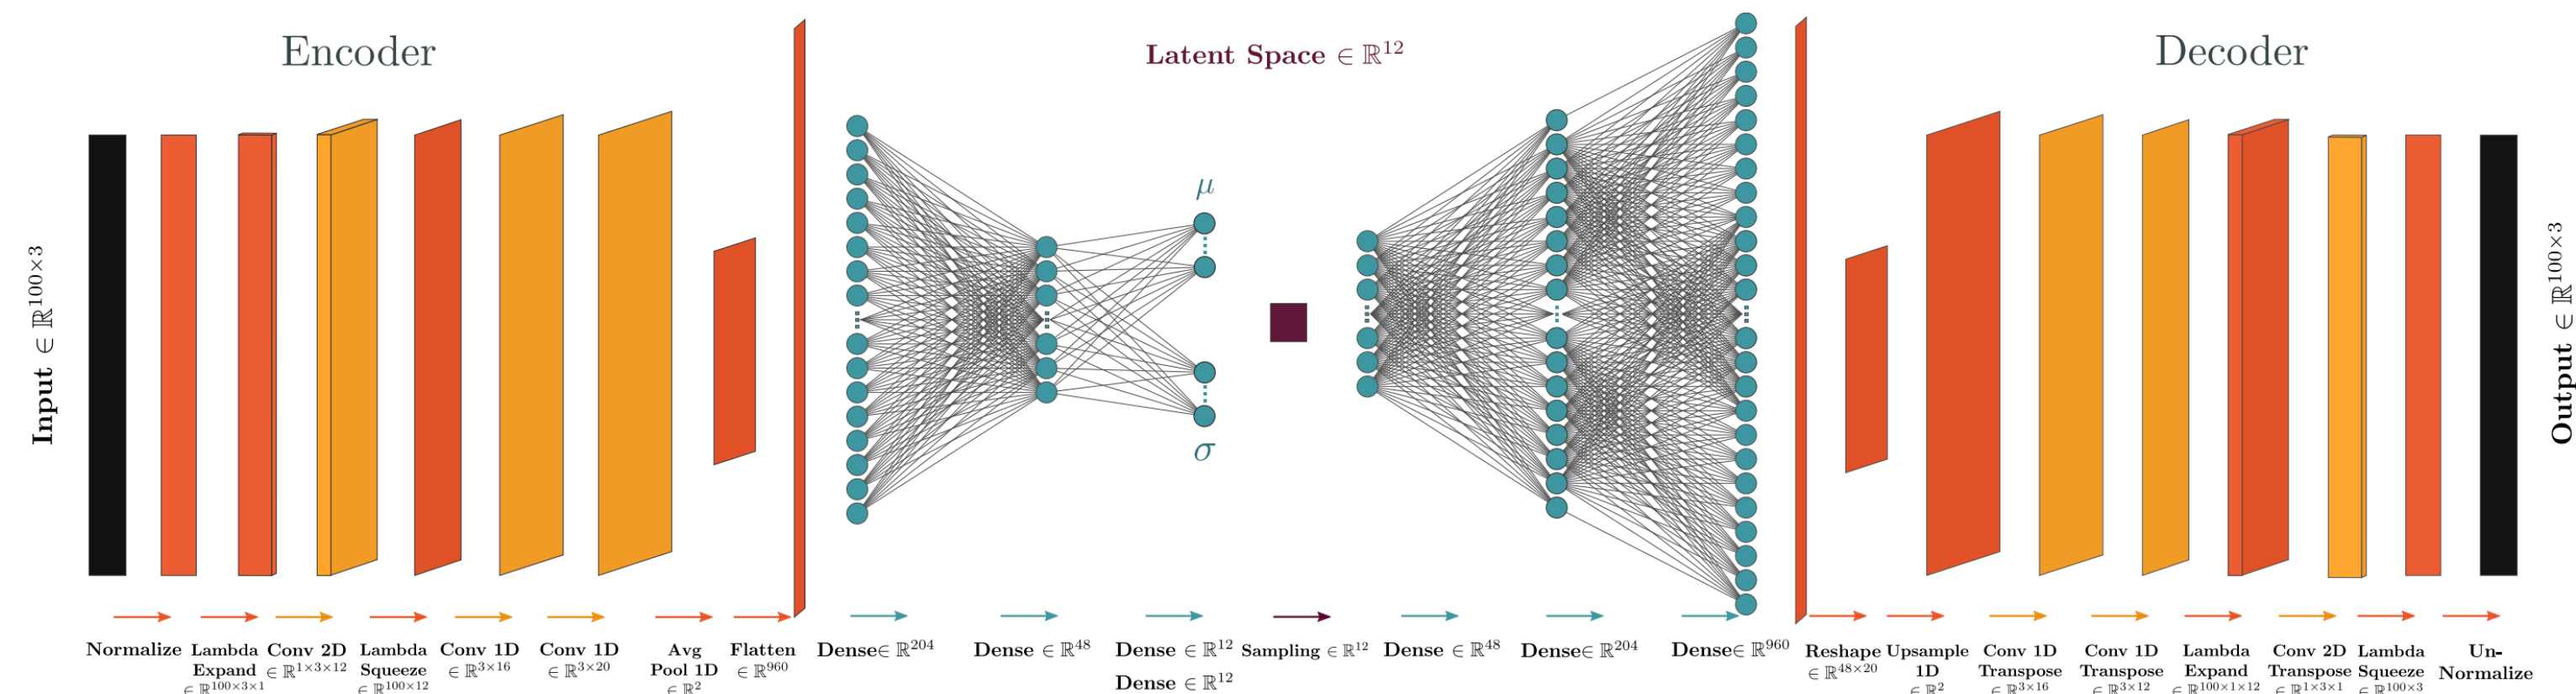 Encoder
Latent Space ∈ ℝ¹²
Decoder
Input ∈ ℝ¹⁰⁰ˣ³
μ
σ
Output ∈ ℝ¹⁰⁰ˣ³
Normalize
Lambda
Expand
∈ ℝ¹⁰⁰ˣ³ˣ¹
Conv 2D
∈ ℝ¹ˣ³ˣ¹²
Lambda
Squeeze
∈ ℝ¹⁰⁰ˣ¹²
Conv 1D
∈ ℝ³ˣ¹⁶
Conv 1D
∈ ℝ³ˣ²⁰
Avg
Pool 1D
∈ ℝ²
Flatten
∈ ℝ⁹⁶⁰
Dense∈ ℝ²⁰⁴
Dense ∈ ℝ⁴⁸
Dense ∈ ℝ¹²
Dense ∈ ℝ¹²
Sampling ∈ ℝ¹²
Dense ∈ ℝ⁴⁸
Dense∈ ℝ²⁰⁴
Dense∈ ℝ⁹⁶⁰
Reshape
∈ ℝ⁴⁸ˣ²⁰
Upsample
1D
∈ ℝ²
Conv 1D
Transpose
∈ ℝ³ˣ¹⁶
Conv 1D
Transpose
∈ ℝ³ˣ¹²
Lambda
Expand
∈ ℝ¹⁰⁰ˣ¹ˣ¹²
Conv 2D
Transpose
∈ ℝ¹ˣ³ˣ¹
Lambda
Squeeze
∈ ℝ¹⁰⁰ˣ³
Un-
Normalize